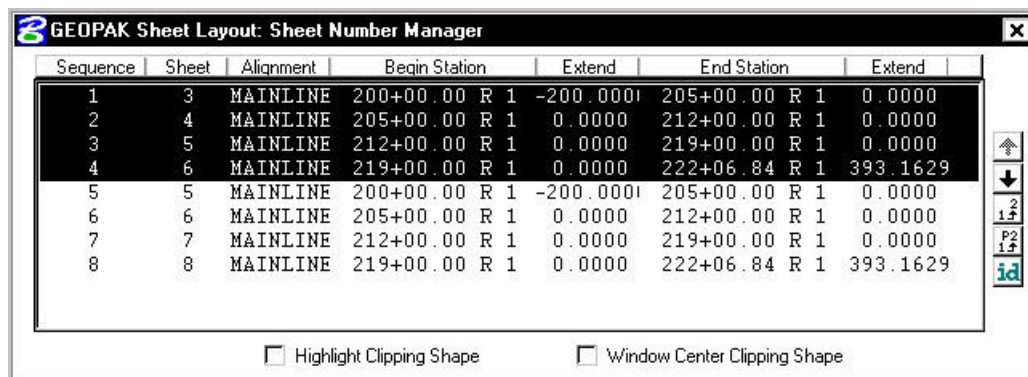 GEOPAK Sheet Layout: Sheet Number Manager
Sequence Sheet Alignment Begin Station Extend End Station Extend
1 3 MAINLINE 200+00.00 R 1 -200.000 205+00.00 R 1 0.0000
2 4 MAINLINE 205+00.00 R 1 0.0000 212+00.00 R 1 0.0000
3 5 MAINLINE 212+00.00 R 1 0.0000 219+00.00 R 1 0.0000
4 6 MAINLINE 219+00.00 R 1 0.0000 222+06.84 R 1 393.1629
5 5 MAINLINE 200+00.00 R 1 -200.000 205+00.00 R 1 0.0000
6 6 MAINLINE 205+00.00 R 1 0.0000 212+00.00 R 1 0.0000
7 7 MAINLINE 212+00.00 R 1 0.0000 219+00.00 R 1 0.0000
8 8 MAINLINE 219+00.00 R 1 0.0000 222+06.84 R 1 393.1629
1 2
P2 1
id
Highlight Clipping Shape Window Center Clipping Shape